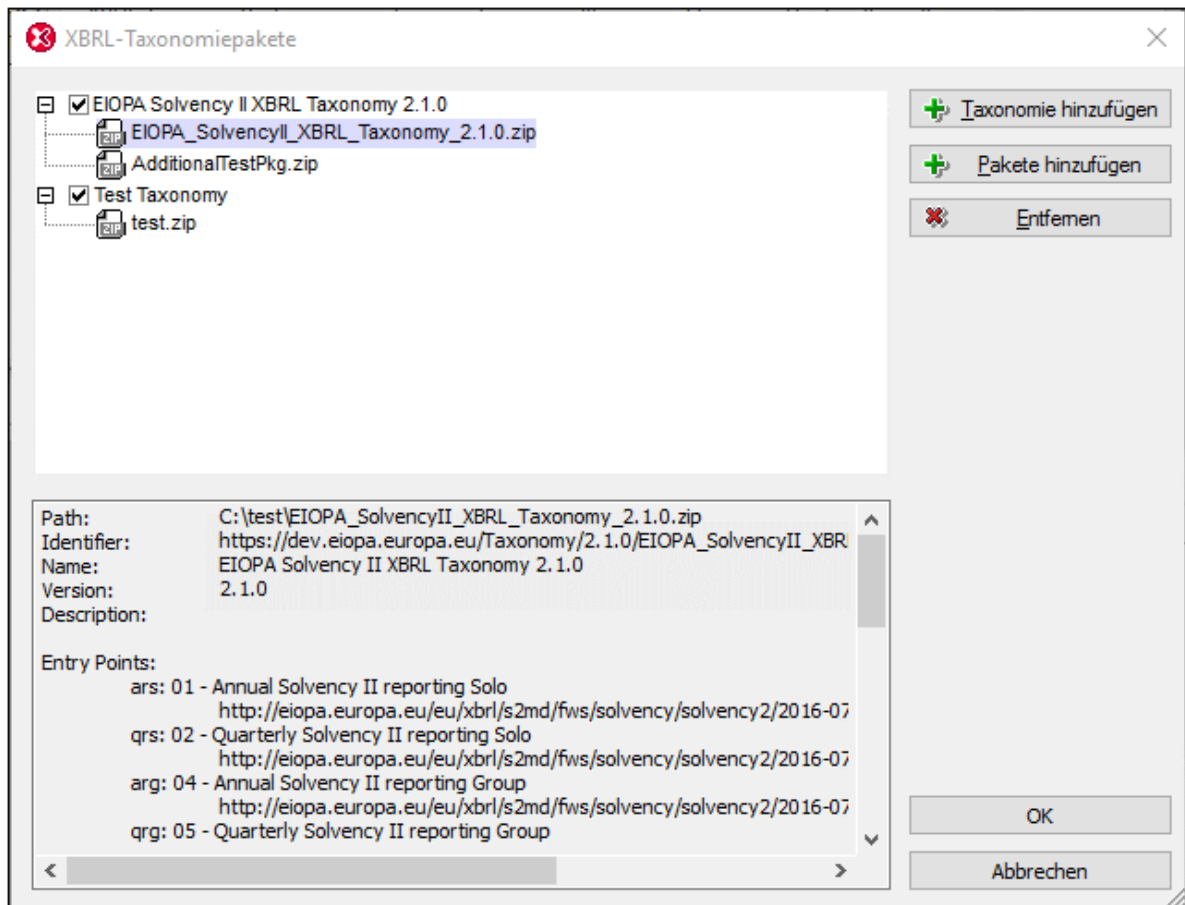 XBRL-Taxonomiepakete
EIOPA Solvency II XBRL Taxonomy 2.1.0
ZIP EIOPA_SolvencyII_XBRL_Taxonomy_2.1.0.zip
ZIP AdditionalTestPkg.zip
Test Taxonomy
ZIP test.zip
Taxonomie hinzufügen
Pakete hinzufügen
Entfernen
Path: C:\test\EIOPA_SolvencyII_XBRL_Taxonomy_2.1.0.zip
Identifier: https://dev.eiopa.europa.eu/Taxonomy/2.1.0/EIOPA_SolvencyII_XBRL
Name: EIOPA Solvency II XBRL Taxonomy 2.1.0
Version: 2.1.0
Description:
Entry Points:
ars: 01 - Annual Solvency II reporting Solo
http://eiopa.europa.eu/eu/xbrl/s2md/fws/solvency/solvency2/2016-07
qrs: 02 - Quarterly Solvency II reporting Solo
http://eiopa.europa.eu/eu/xbrl/s2md/fws/solvency/solvency2/2016-07
arg: 04 - Annual Solvency II reporting Group
http://eiopa.europa.eu/eu/xbrl/s2md/fws/solvency/solvency2/2016-07
qrg: 05 - Quarterly Solvency II reporting Group
OK
Abbrechen